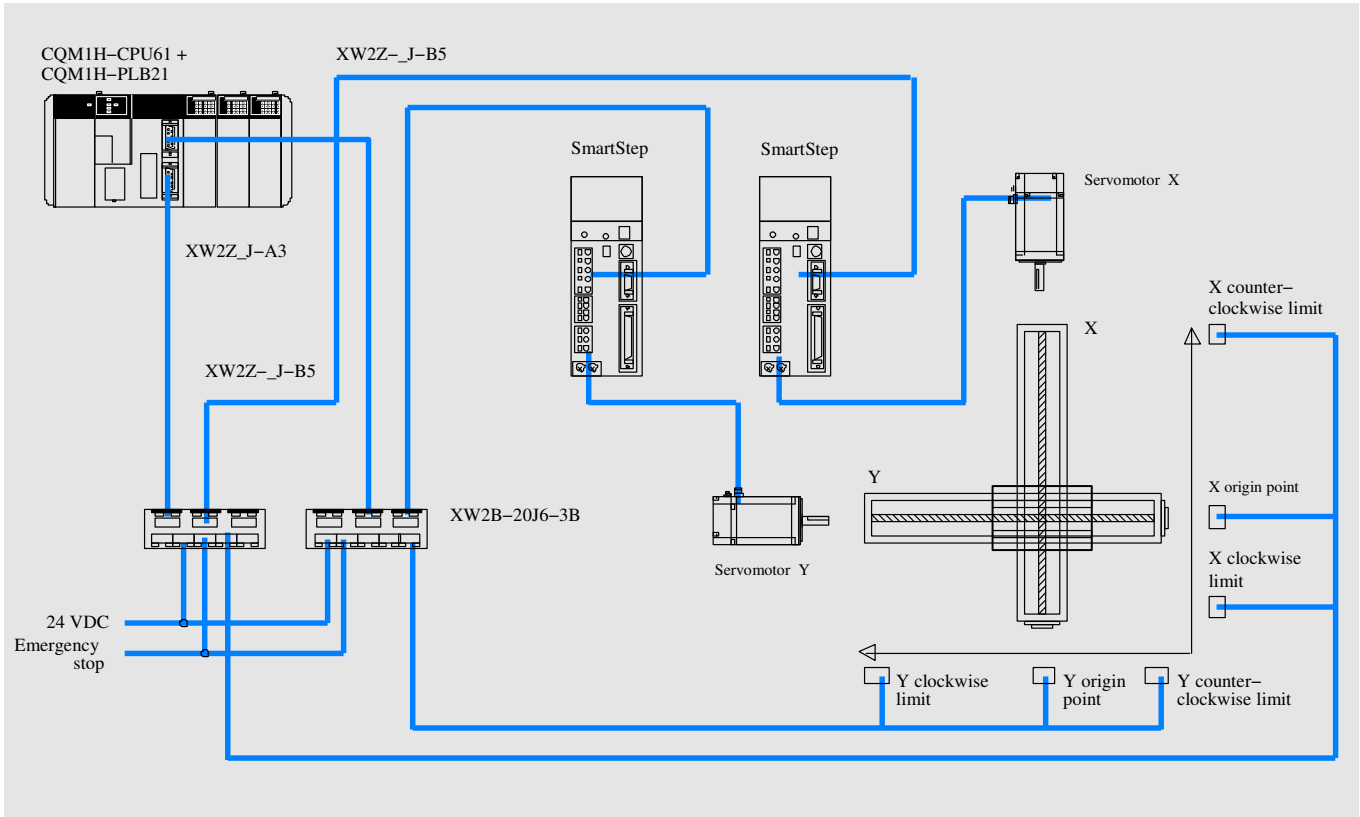 CQM1H−CPU61 +
CQM1H−PLB21
XW2Z−_J−B5
SmartStep
SmartStep
Servomotor X
XW2Z_J−A3
X counter−
clockwise limit
X
XW2Z-_J−B5
Y
X origin point
XW2B−20J6−3B
X clockwise
limit
Servomotor Y
24 VDC
Emergency
stop
Y clockwise
limit
Y origin
point
Y counter−
clockwise limit